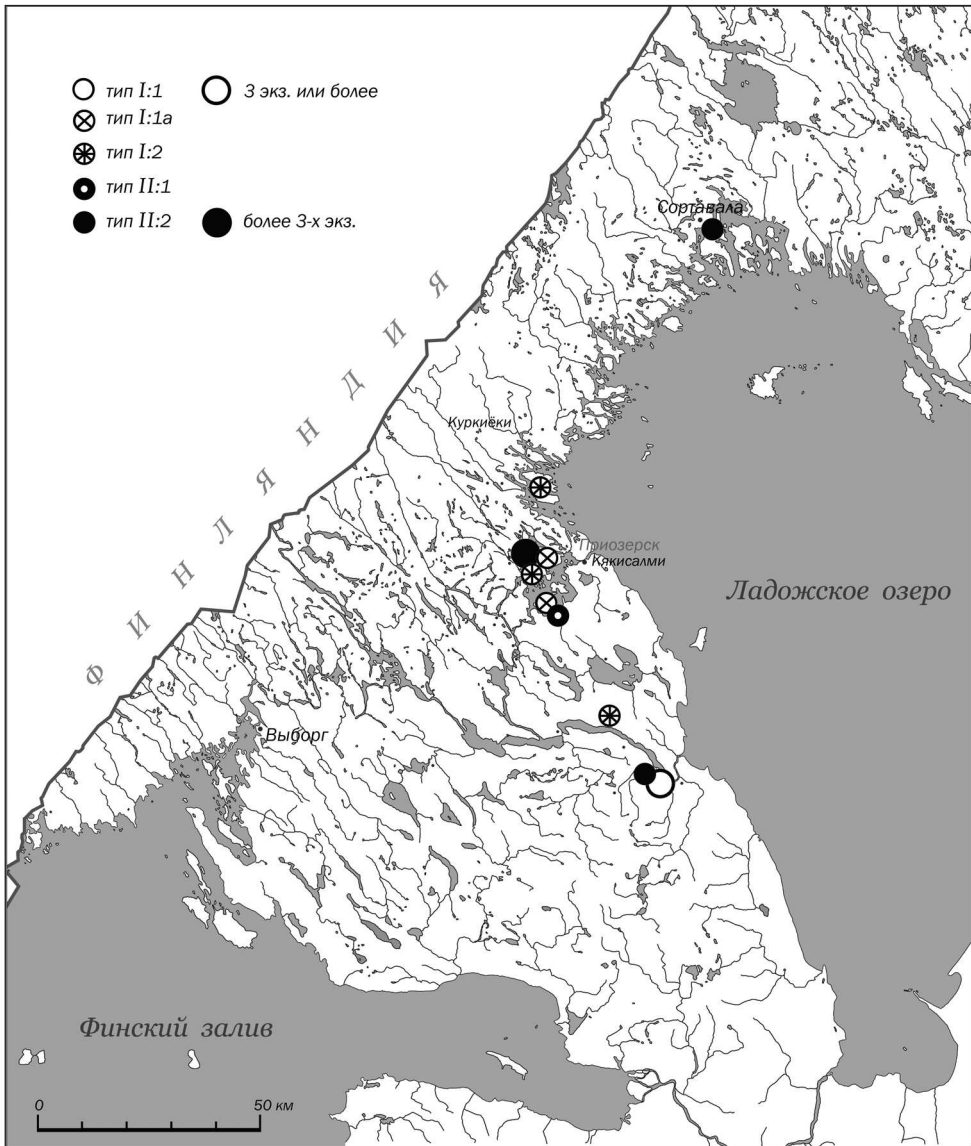 тип I:1
3 экз. или более
тип I:1а
тип I:2
тип II:1
тип II:2
более 3-х экз.
Сортавала
ФИНЛЯНДИЯ
Куркиёки
Приозерск
Кякисалми
Ладожское озеро
Выборг
Финский залив
0
50 км